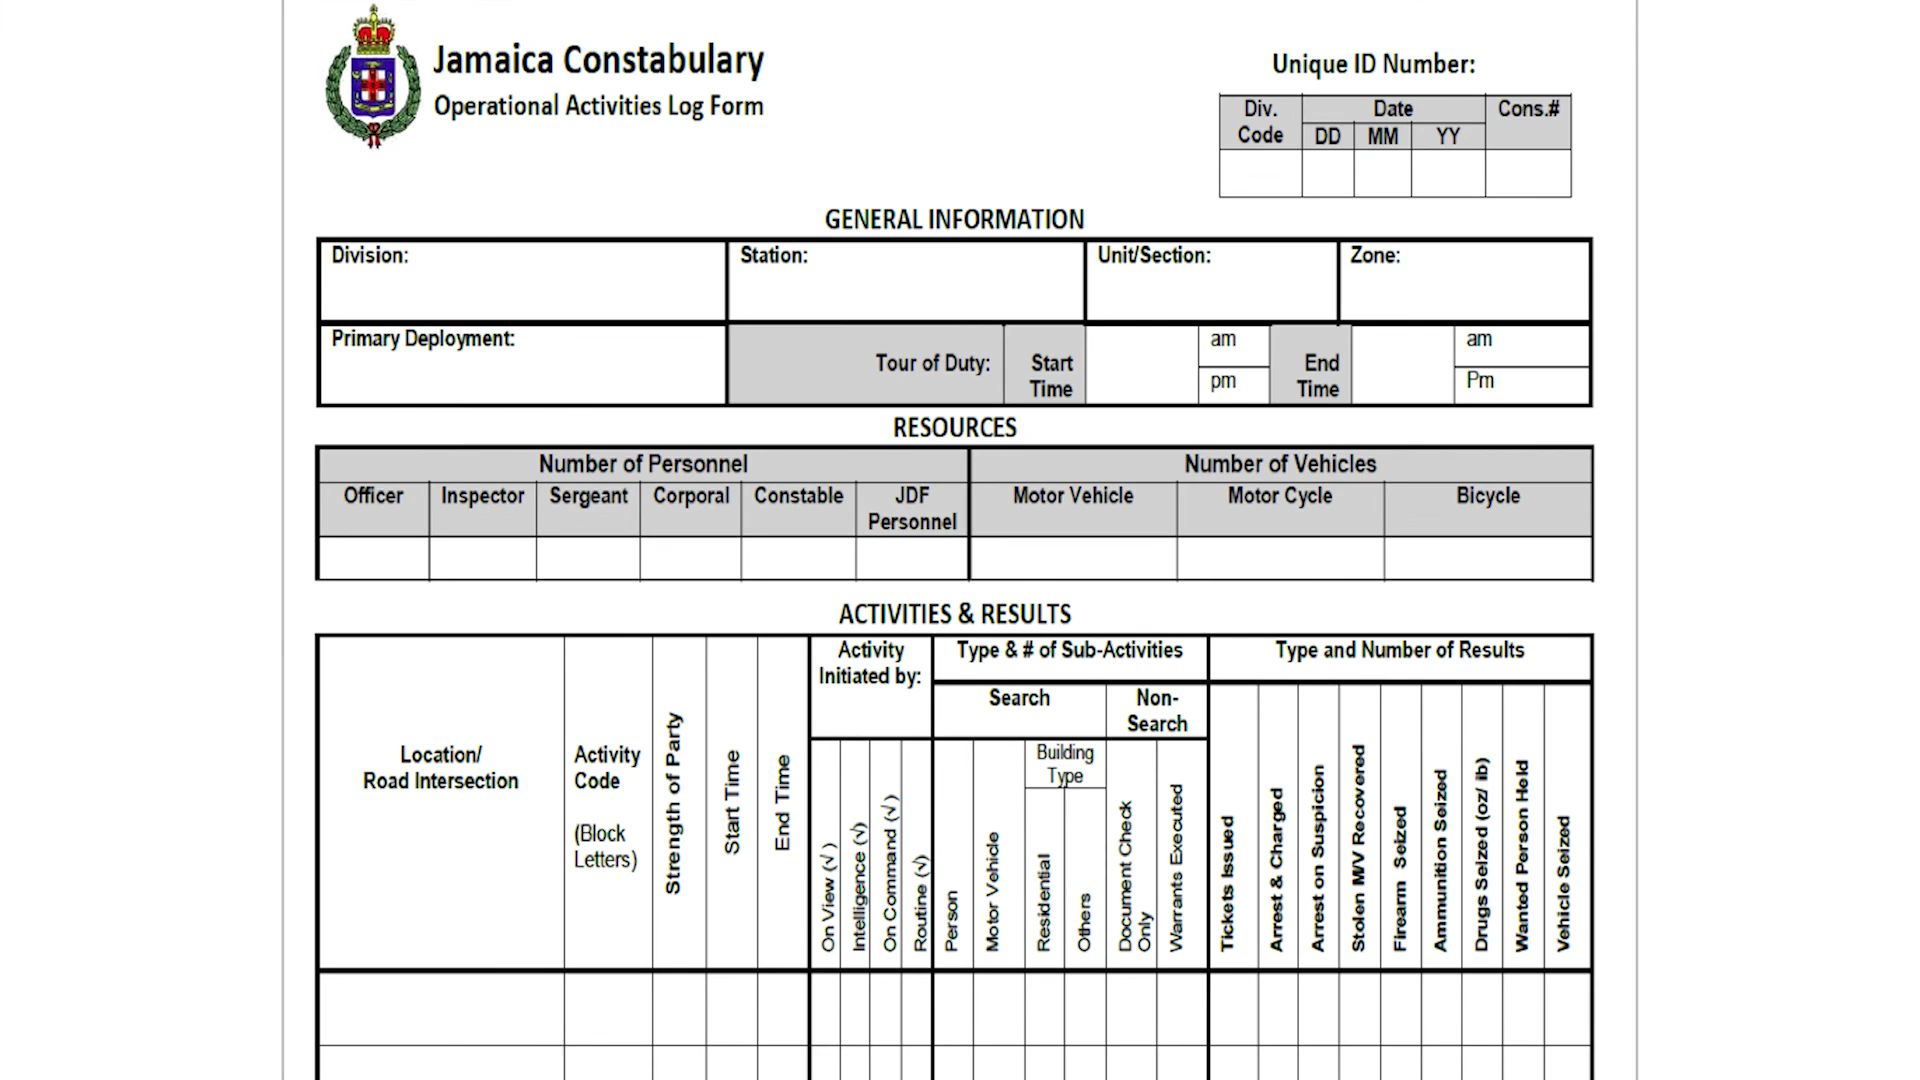 Jamaica Constabulary
Operational Activities Log Form
Unique ID Number:
Div. Code
Date
Cons.#
DD
MM
YY
GENERAL INFORMATION
Division:
Station:
Unit/Section:
Zone:
Primary Deployment:
Tour of Duty:
Start
Time
am
pm
End
Time
am
Pm
RESOURCES
Number of Personnel
Number of Vehicles
Officer
Inspector
Sergeant
Corporal
Constable
JDF
Personnel
Motor Vehicle
Motor Cycle
Bicycle
ACTIVITIES & RESULTS
Location/
Road Intersection
Activity
Code
(Block
Letters)
Strength of Party
Start Time
End Time
Activity
Initiated by:
On View (√ )
Intelligence (√)
On Command (√ )
Routine (√)
Type & # of Sub-Activities
Search
Non-
Search
Person
Motor Vehicle
Building
Type
Residential
Others
Document Check
Only
Warrants Executed
Type and Number of Results
Tickets Issued
Arrest & Charged
Arrest on Suspicion
Stolen M/V Recovered
Firearm Seized
Ammunition Seized
Drugs Seized (oz/ lb)
Wanted Person Held
Vehicle Seized